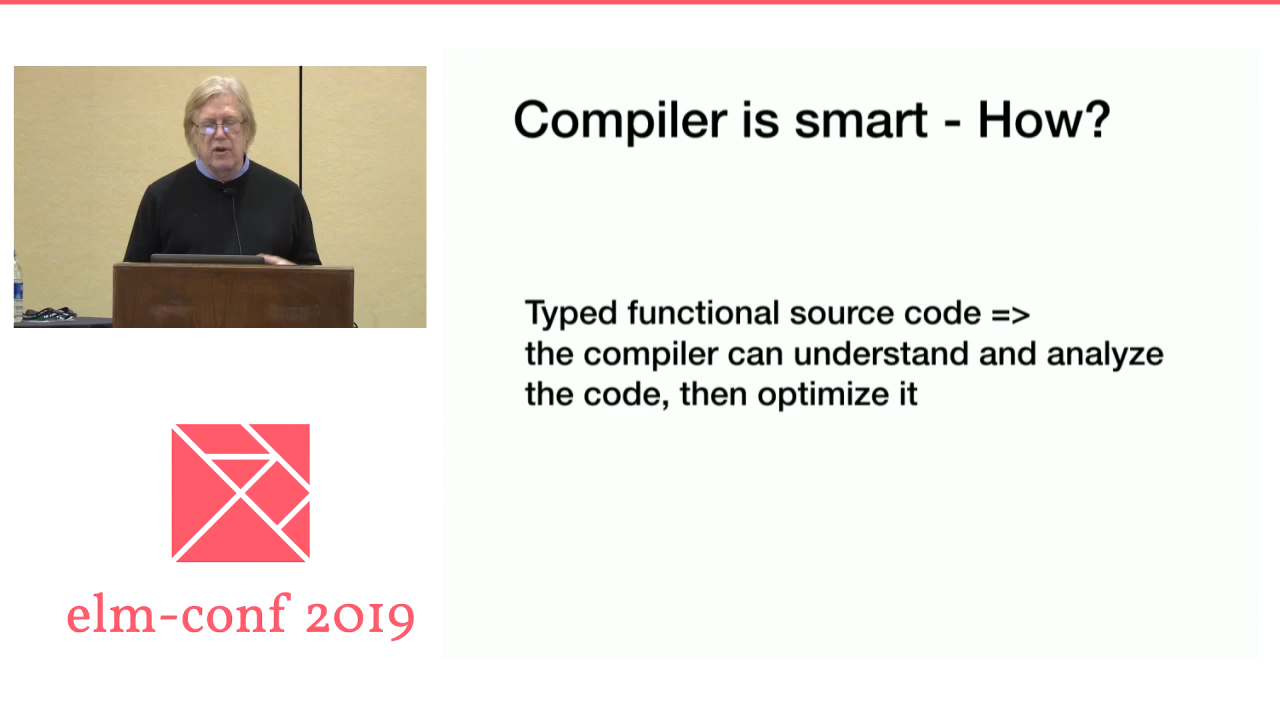 Compiler is smart - How?
Typed functional source code =>
the compiler can understand and analyze
the code, then optimize it
elm-conf 2019